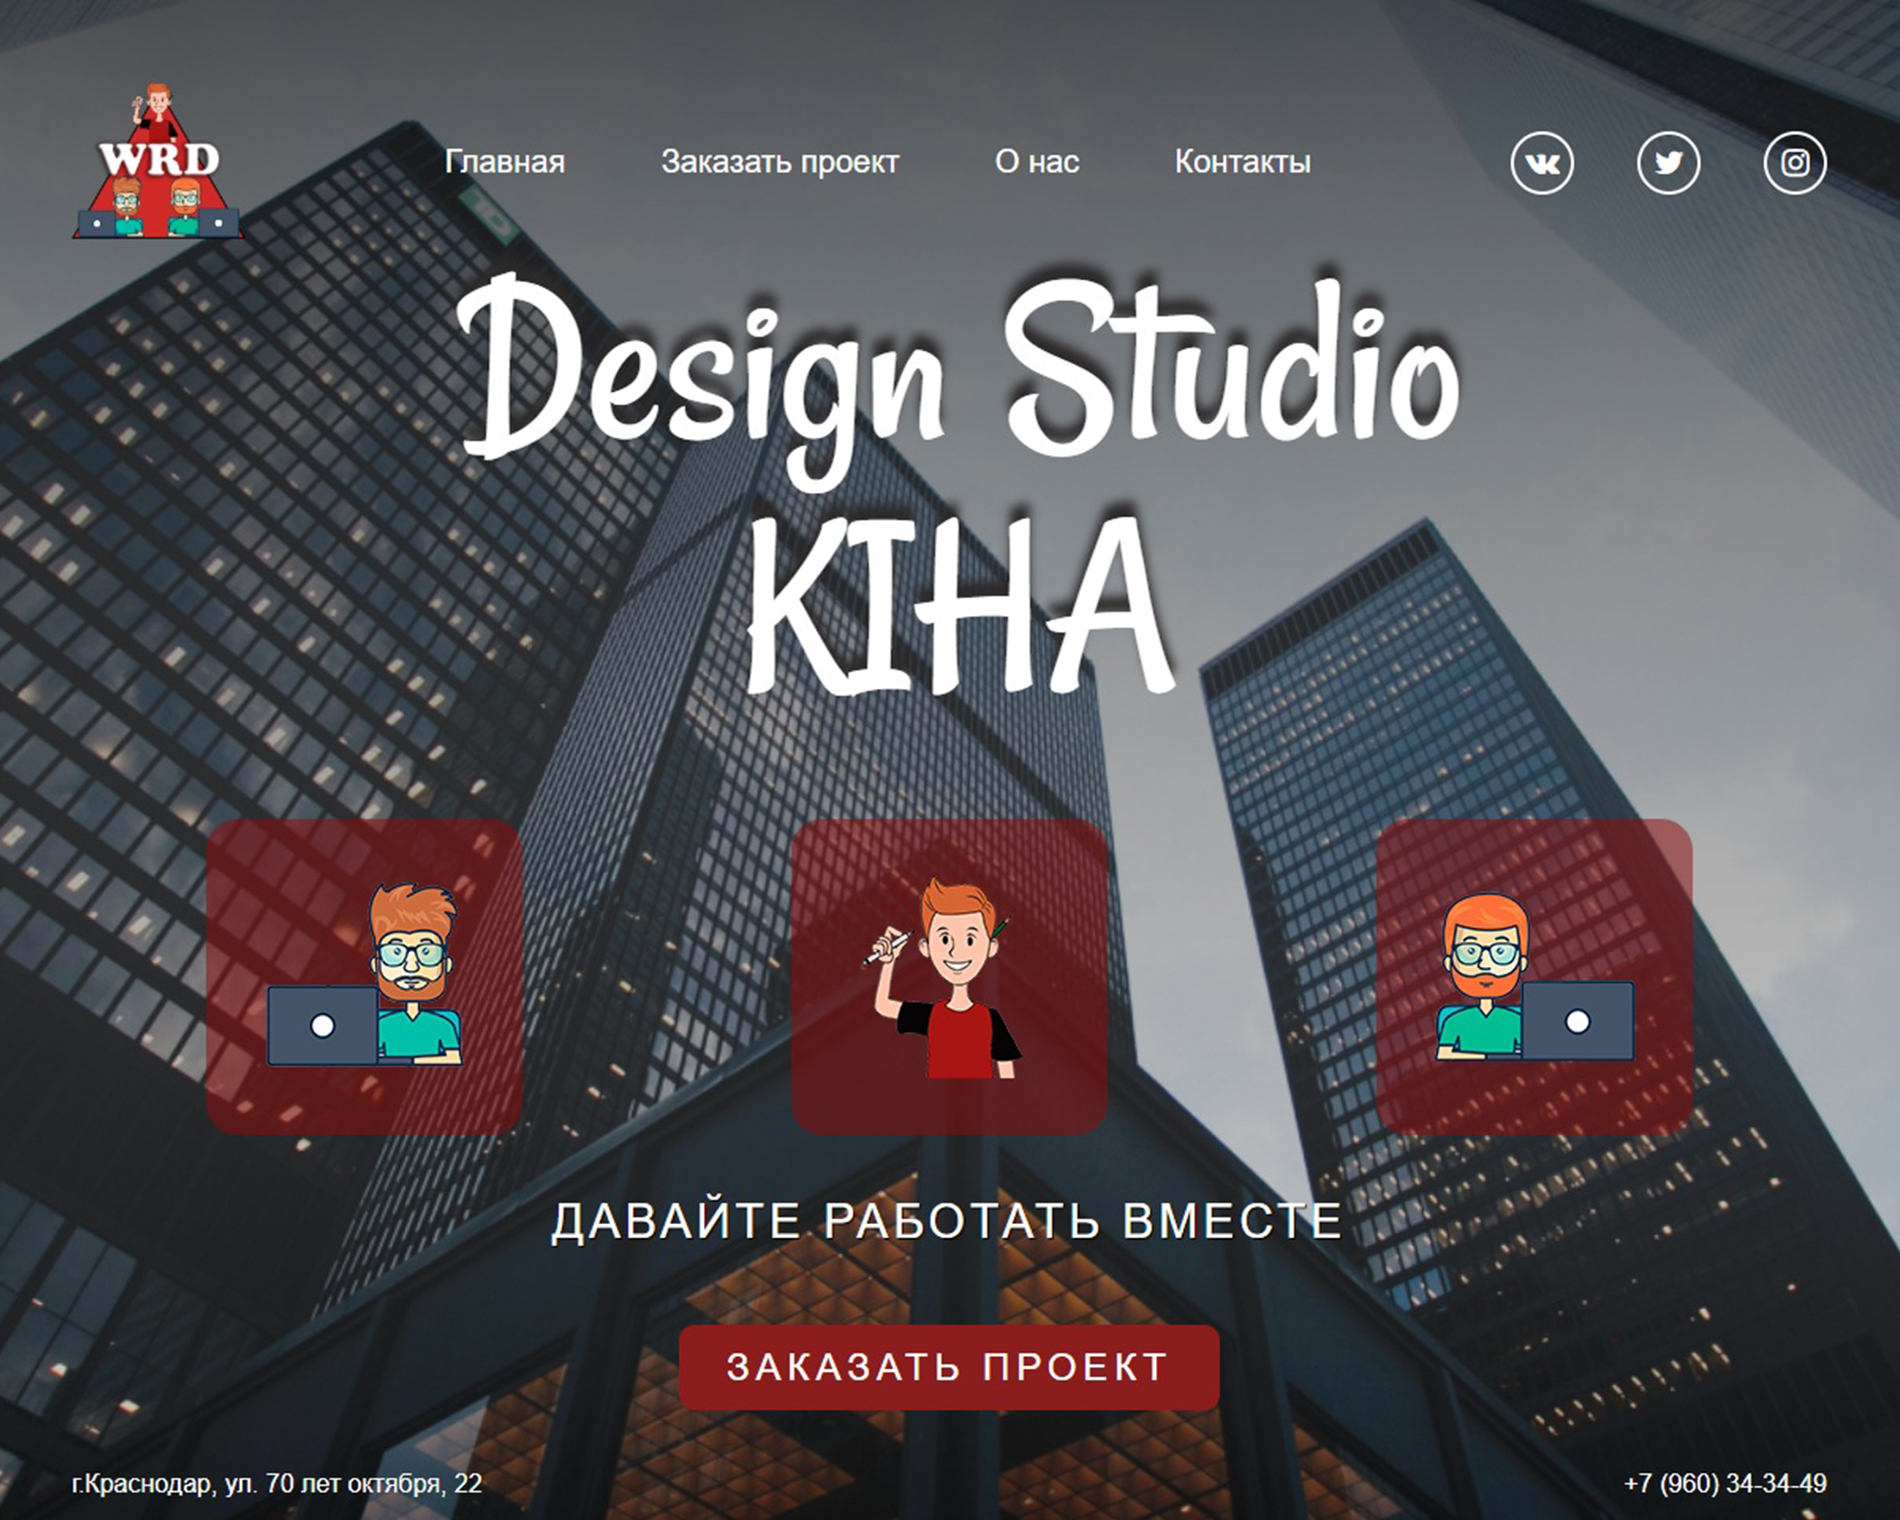 WRD
Главная
Заказать проект
О нас
Контакты
Design Studio
KIHA
ДАВАЙТЕ РАБОТАТЬ ВМЕСТЕ
ЗАКАЗАТЬ ПРОЕКТ
г.Краснодар, ул. 70 лет октября, 22
+7 (960) 34-34-49